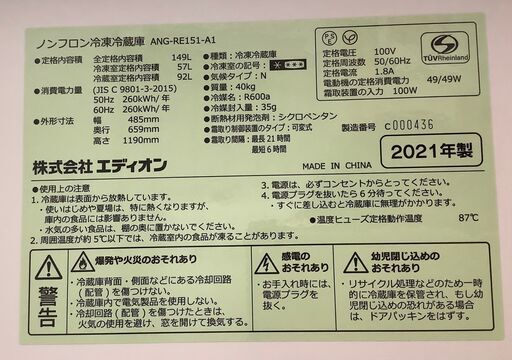 ノンフロン冷凍冷蔵庫 ANG-RE151-A1
● 定格内容積 全定格内容積 149L
冷凍室定格内容積 57L
冷蔵室定格内容積 92L
● 消費電力量 (JIS C 9801-3-2015)
50Hz 260kWh/年
60Hz 260kWh/年
● 外形寸法 幅 485mm
奥行 659mm
高さ 1190mm
● 種類：冷凍冷蔵庫
● 冷凍室の記号：
● 気候タイプ：N
● 質量：40kg
● 冷媒名：R600a
● 冷媒封入量：35g
● 断熱材用発泡剤：シクロペンタン
● 霜取り制御装置のタイプ：可変式
● 霜取り間隔：最長 21時間
最短 6時間
PSE
TÜVRheinland
定格電圧 100V
定格周波数 50/60Hz
定格電流 1.8A
電動機の定格消費電力 49/49W
霜取装置の入力 100W
製造番号 C000436
株式会社 エディオン
MADE IN CHINA
2021年製
● 使用上の注意
1. 冷蔵庫は表面から放熱しています。
・使いはじめや夏場は、特に熱くなりますが、
庫内の食品には影響ありません。
・水気の多い食品は、棚の奥に置かないでください。
2. 周囲温度が約5℃以下では、冷蔵室内の食品が凍ることがあります。
3. 電源は、必ずコンセントからとってください。
4. 電源プラグを抜いたら6分待ってください。
・すぐに差し込むと冷蔵庫に無理がかかります。
● 温度ヒューズ定格動作温度 87℃
警告
爆発や火災のおそれあり
・冷蔵庫背面・側面などにある冷却回路
(配管)を傷つけない。
・冷蔵庫内で電気製品を使用しない。
・冷却回路(配管)を傷つけたときは、
火気の使用を避け、窓を開けて換気する。
感電の
おそれあり
・お手入れ時には、
電源プラグを
抜く。
幼児閉じ込めの
おそれあり
・リサイクル処理などのため一時
的に冷蔵庫を保管され、もし幼
児閉じ込めの恐れがある場合
は、ドアパッキンをはずす。